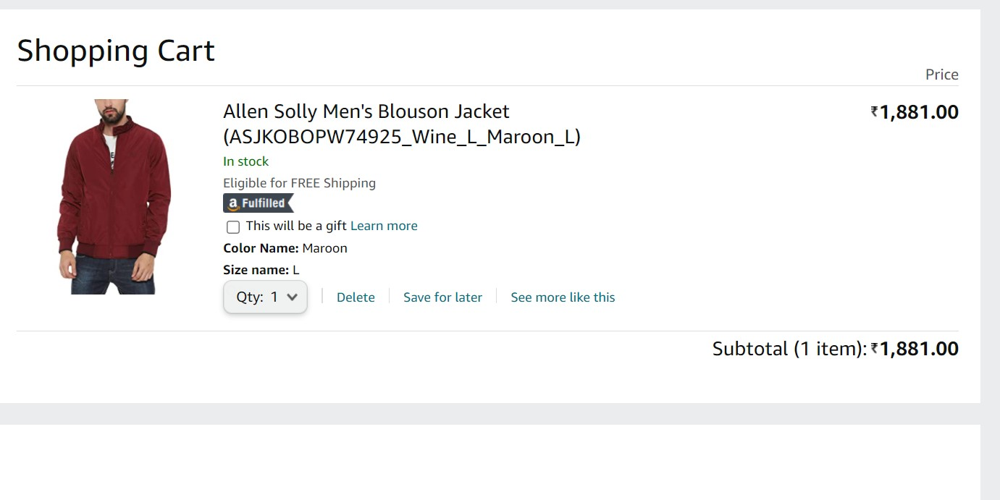 Shopping Cart
Price
Allen Solly Men's Blouson Jacket
(ASJKOBOPW74925_Wine_L_Maroon_L)
₹1,881.00
In stock
Eligible for FREE Shipping
a Fulfilled
This will be a gift Learn more
Color Name: Maroon
Size name: L
Qty: 1 Delete Save for later See more like this
Subtotal (1 item): ₹1,881.00